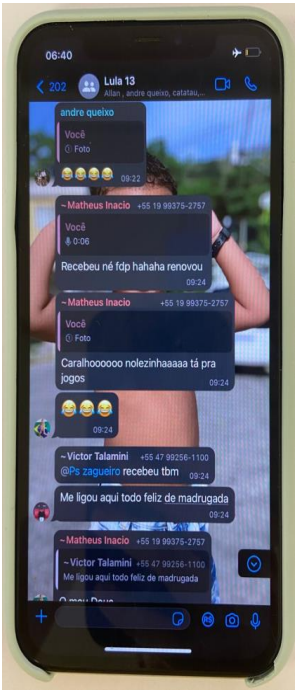 06:40
202
Lula 13
Allan , andre queixo, catatau,...
andre queixo
Você
Foto
😂😂😂😂 09:22
~Matheus Inacio +55 19 99375-2757
Você
0:06
Recebeu né fdp hahaha renovou
09:24
~Matheus Inacio +55 19 99375-2757
Você
Foto
Caralhoooooo nolezinhaaaaa tá pra
jogos 09:24
😂😂😂
09:24
~Victor Talamini +55 47 99256-1100
@Ps zagueiro recebeu tbm 09:24
Me ligou aqui todo feliz de madrugada
09:24
~Matheus Inacio +55 19 99375-2757
~Victor Talamini +55 47 99256-1100
Me ligou aqui todo feliz de madrugada
R$